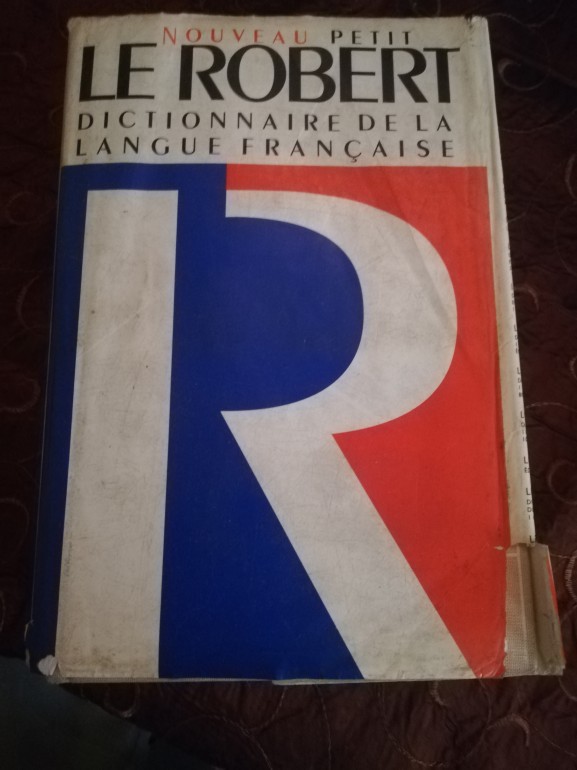 NOUVEAU PETIT
LE ROBERT
DICTIONNAIRE DE LA
LANGUE FRANÇAISE
R